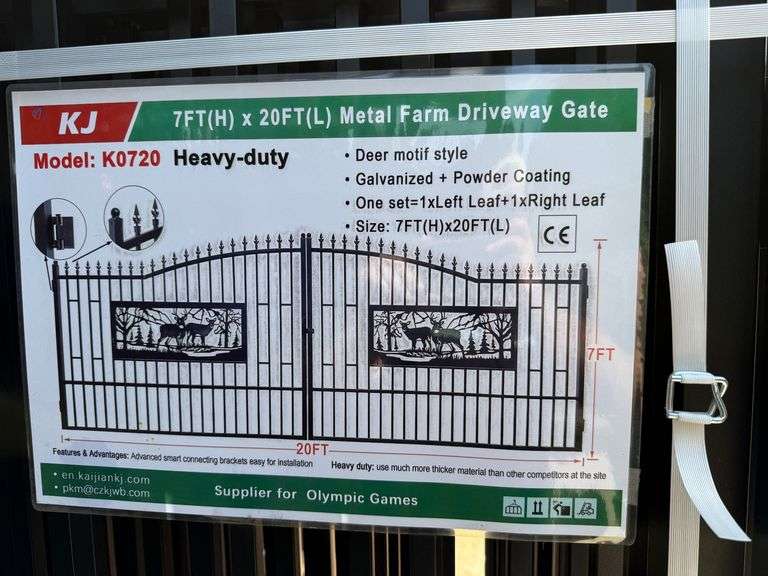 KJ
7FT(H) x 20FT(L) Metal Farm Driveway Gate
Model: K0720 Heavy-duty
• Deer motif style
• Galvanized + Powder Coating
• One set=1xLeft Leaf+1xRight Leaf
• Size: 7FT(H)x20FT(L)
CE
7FT
20FT
Features & Advantages: Advanced smart connecting brackets easy for installation
Heavy duty: use much more thicker material than other competitors at the site
• en.kaijiankj.com
• pkm@czkjwb.com
Supplier for Olympic Games